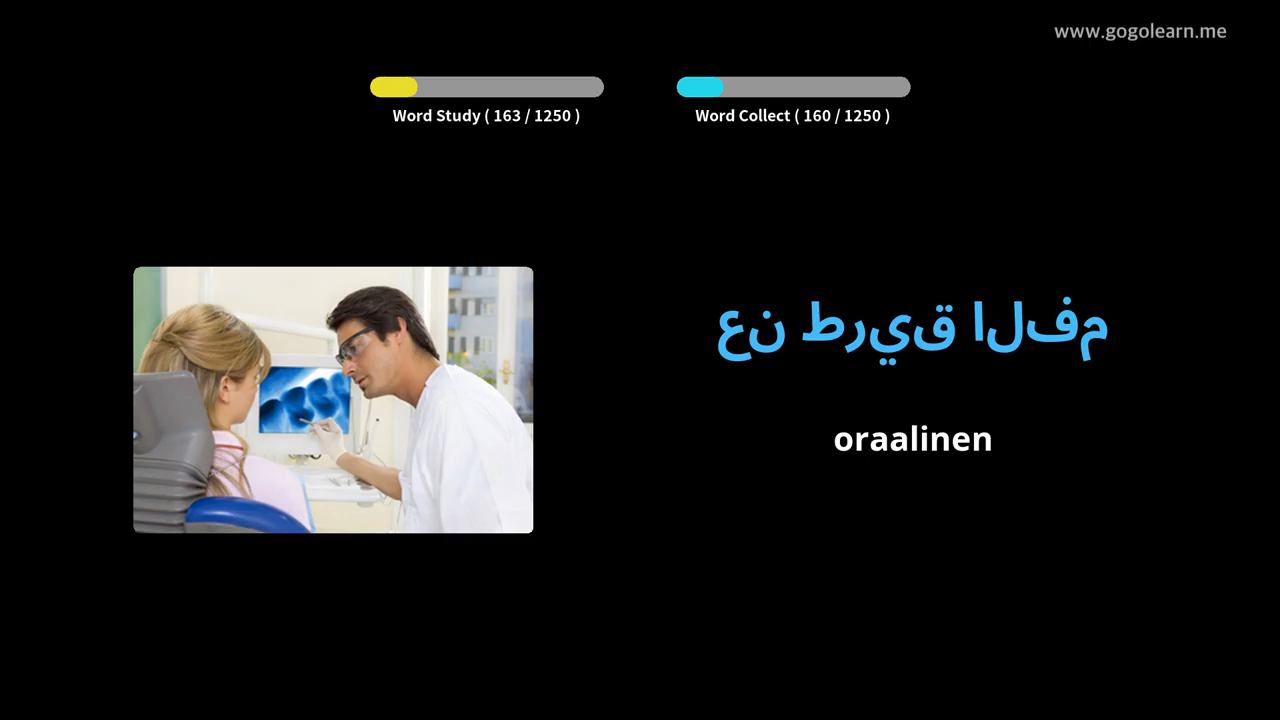 www.gogolearn.me
Word Study ( 163 / 1250 )
Word Collect ( 160 / 1250 )
عن طريق الفم
oraalinen